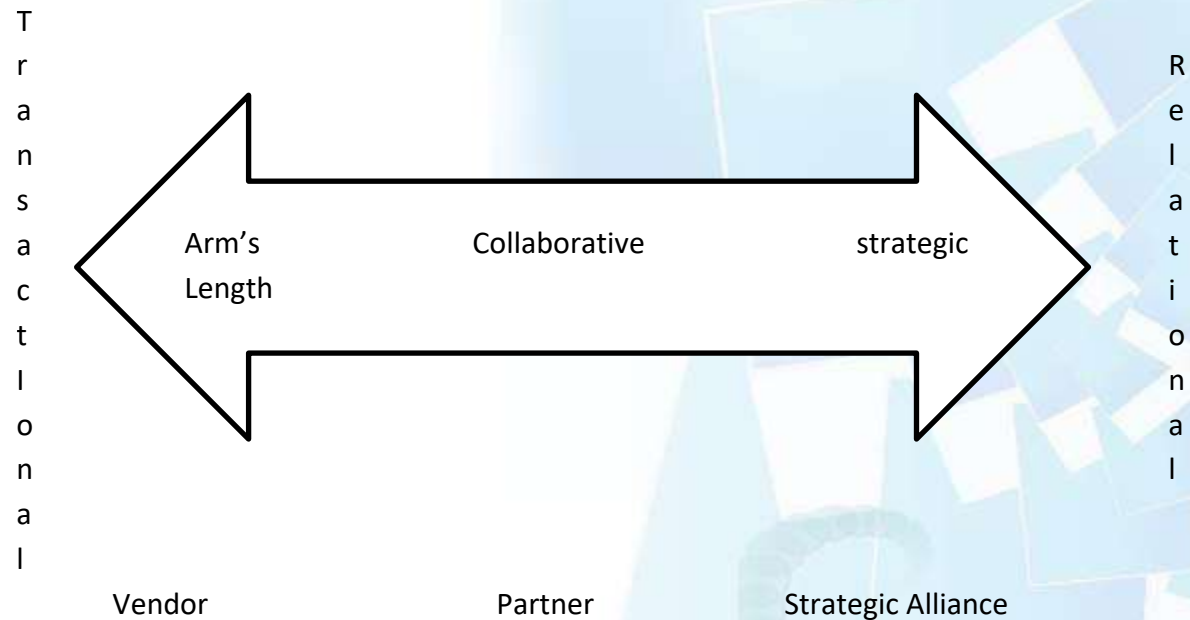 TransactIonal
Relational
Arm's Collaborative strategic
Length
Vendor Partner Strategic Alliance